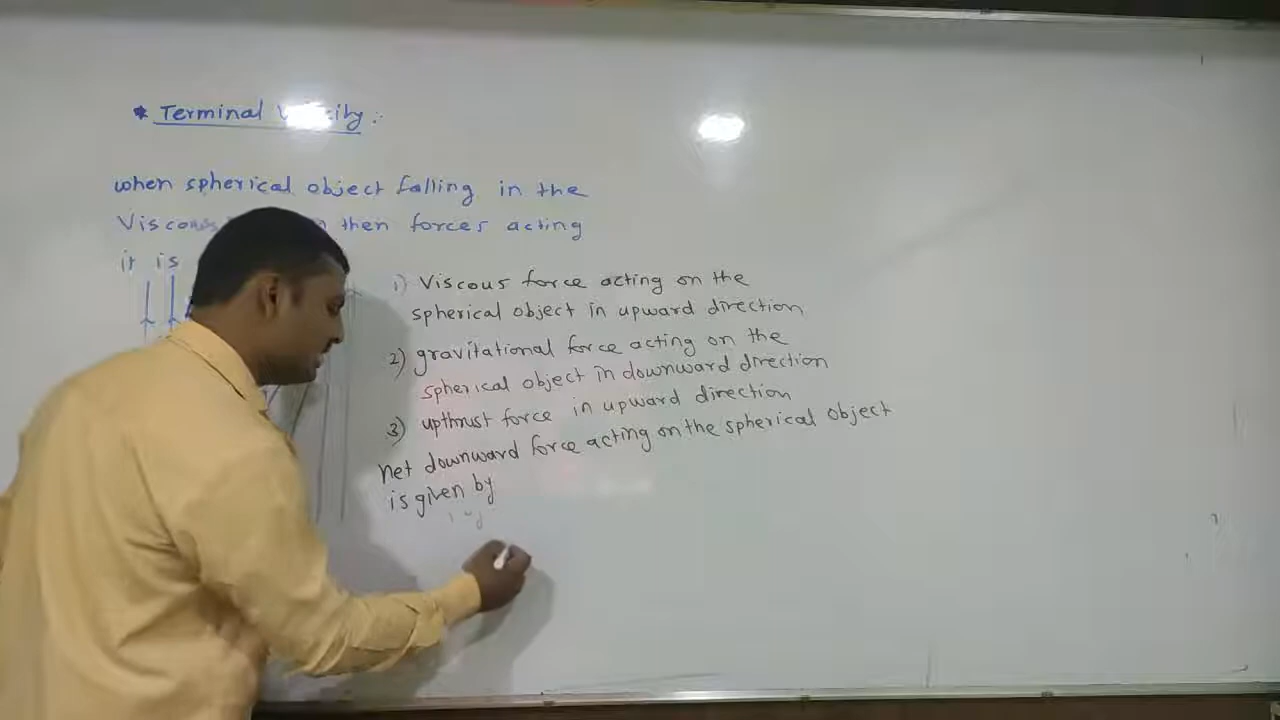 * Terminal
when spherical object falling in the
then forces acting
it is
1) Viscous force acting on the
spherical object in upward direction
2) gravitational force acting on the
spherical object in downward direction
3) upthrust force in upward direction
Net downward force acting on the spherical object
is given by